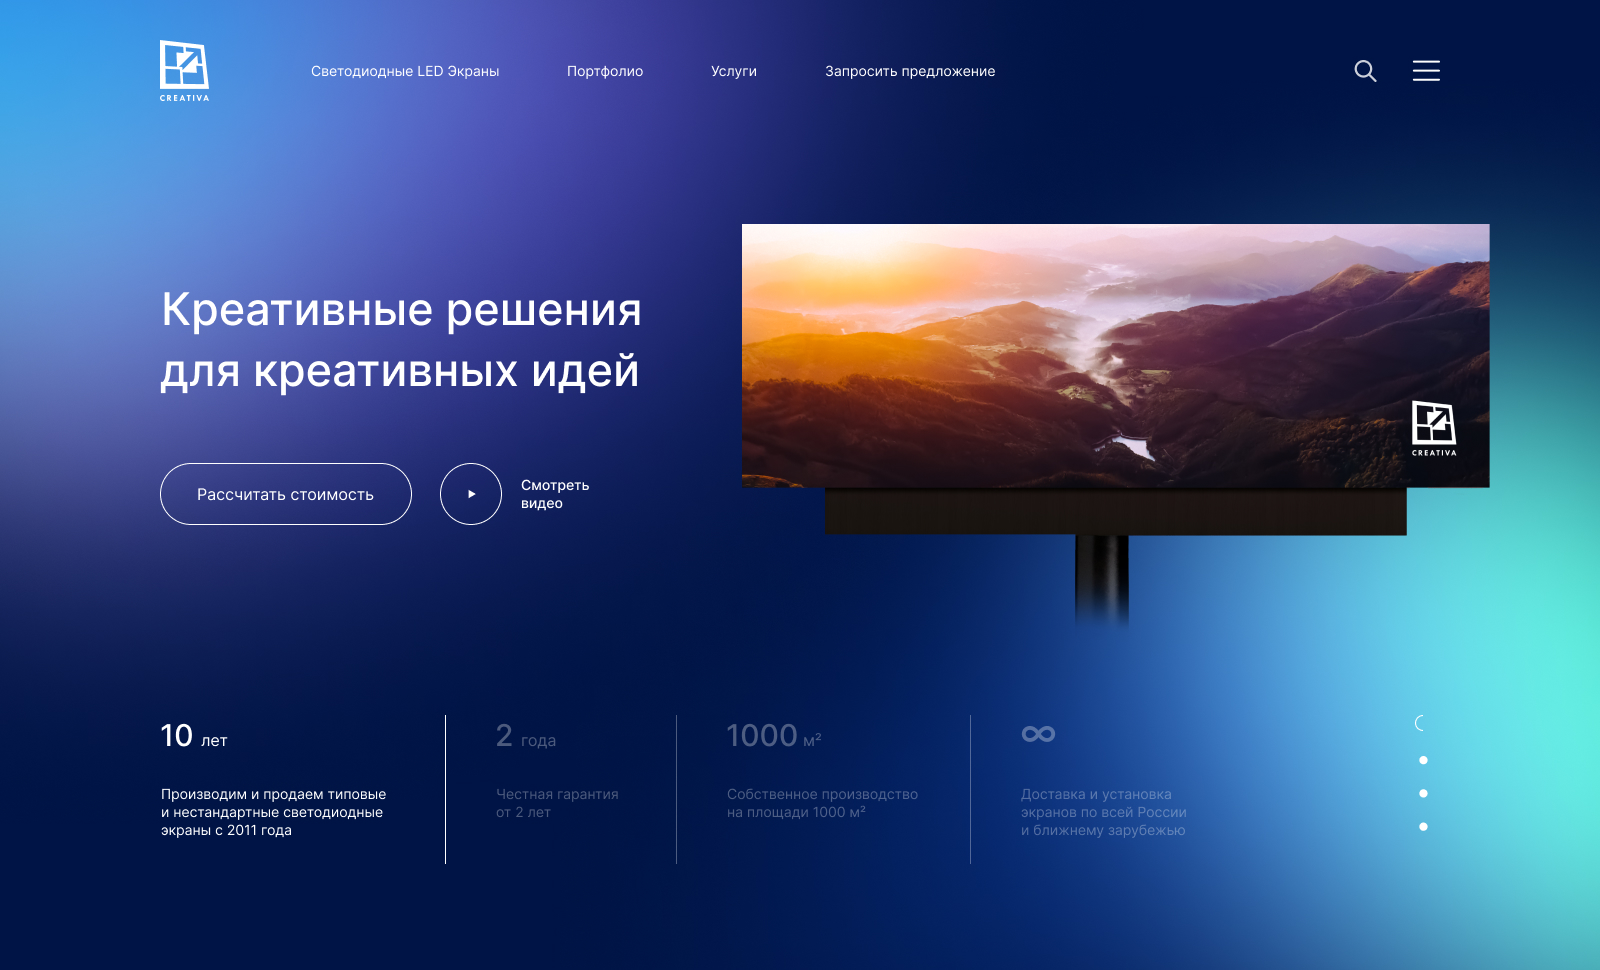 CREATIVA
Светодиодные LED Экраны
Портфолио
Услуги
Запросить предложение
Креативные решения
для креативных идей
Рассчитать стоимость
Смотреть
видео
CREATIVA
10 лет
Производим и продаем типовые
и нестандартные светодиодные
экраны с 2011 года
2 года
Честная гарантия
от 2 лет
1000 м²
Собственное производство
на площади 1000 м²
∞
Доставка и установка
экранов по всей России
и ближнему зарубежью